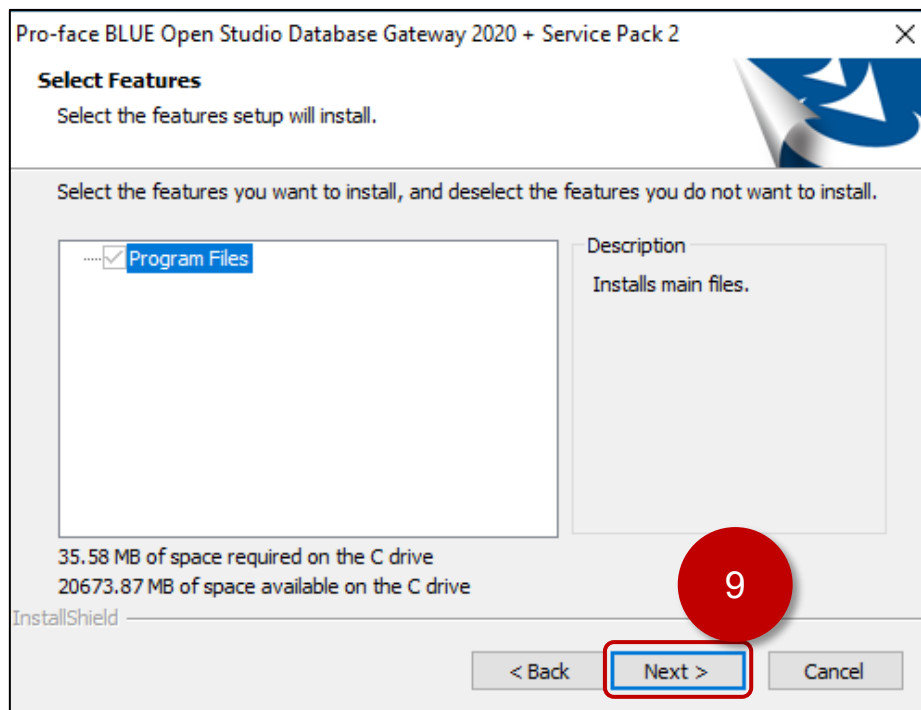 Pro-face BLUE Open Studio Database Gateway 2020 + Service Pack 2
Select Features
Select the features setup will install.
Select the features you want to install, and deselect the features you do not want to install.
Program Files
Description
Installs main files.
35.58 MB of space required on the C drive
20673.87 MB of space available on the C drive
9
InstallShield
< Back
Next >
Cancel